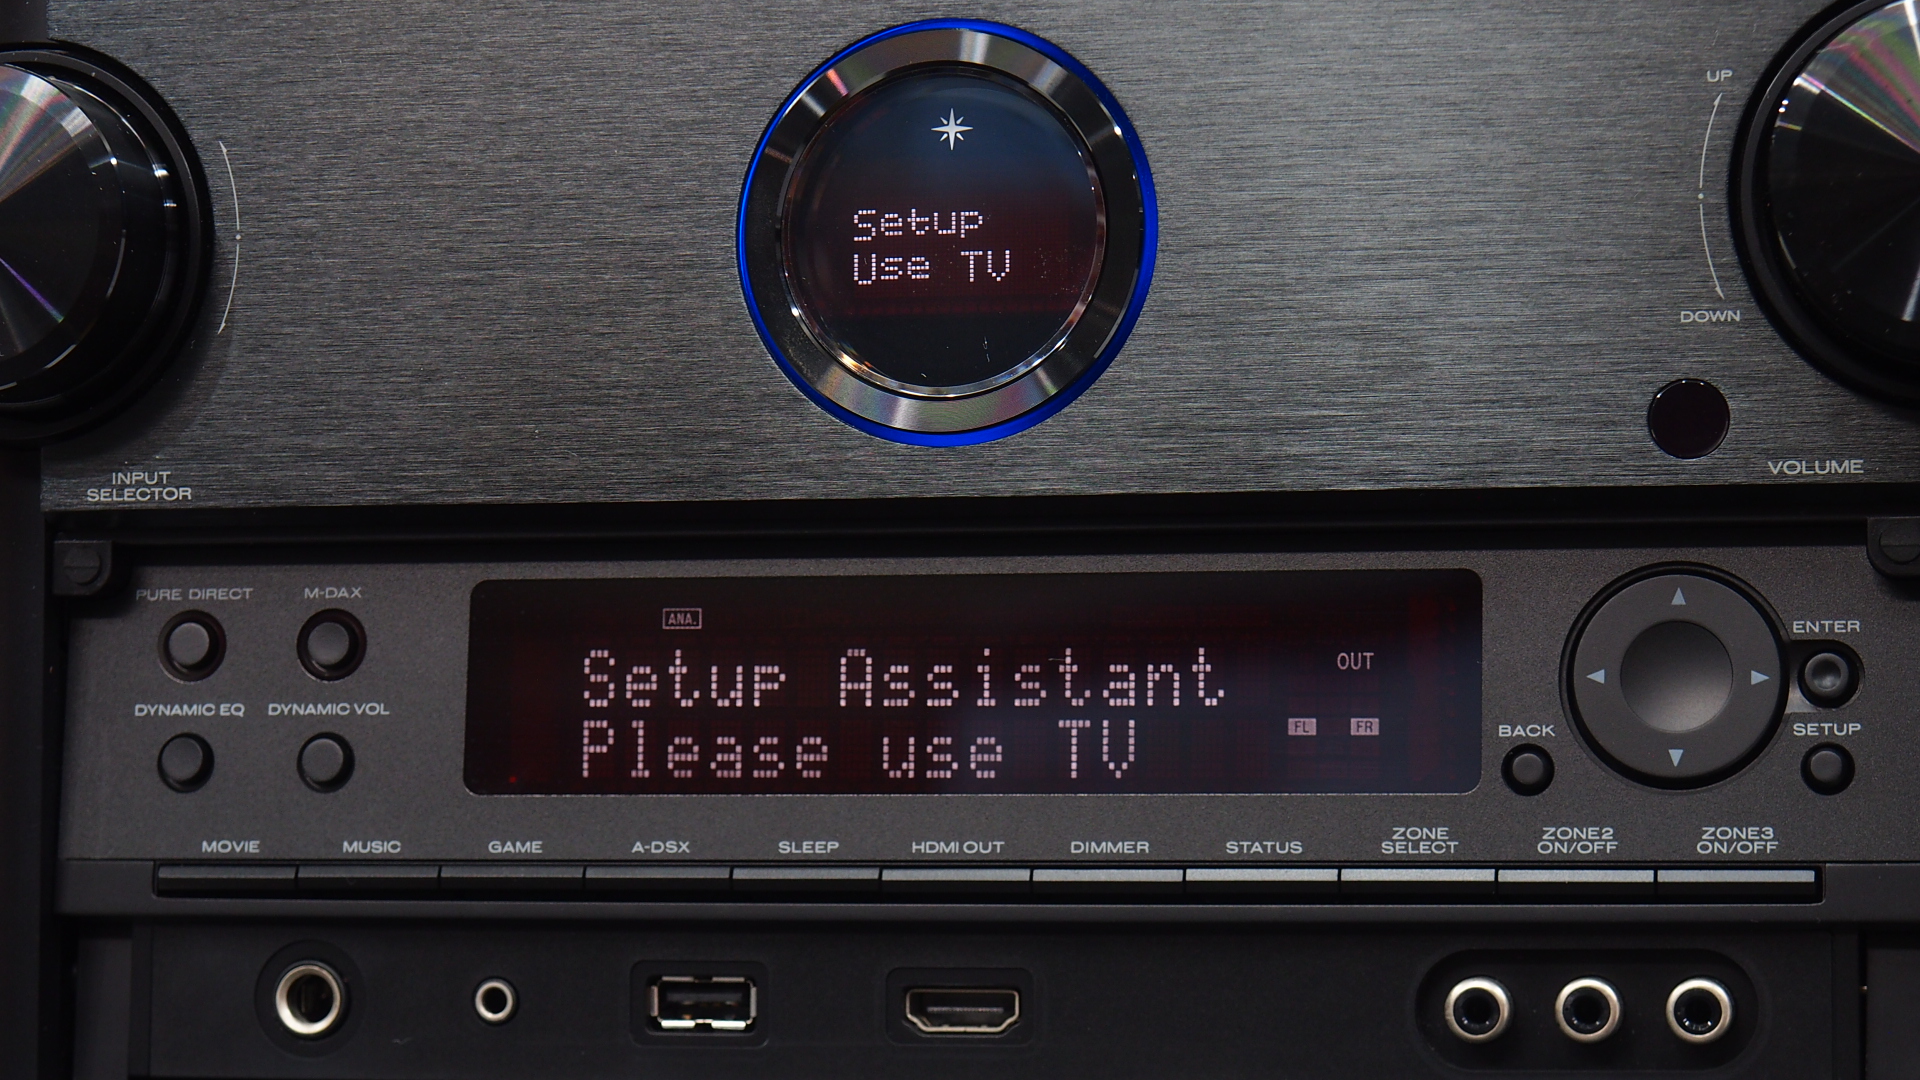 UP
Setup
Use TV
DOWN
INPUT
SELECTOR
VOLUME
PURE DIRECT
M-DAX
ANA.
ENTER
Setup Assistant
OUT
DYNAMIC EQ
DYNAMIC VOL
FL
FR
Please use TV
BACK
SETUP
MOVIE
MUSIC
GAME
A-DSX
SLEEP
HDMI OUT
DIMMER
STATUS
ZONE
SELECT
ZONE2
ON/OFF
ZONE3
ON/OFF